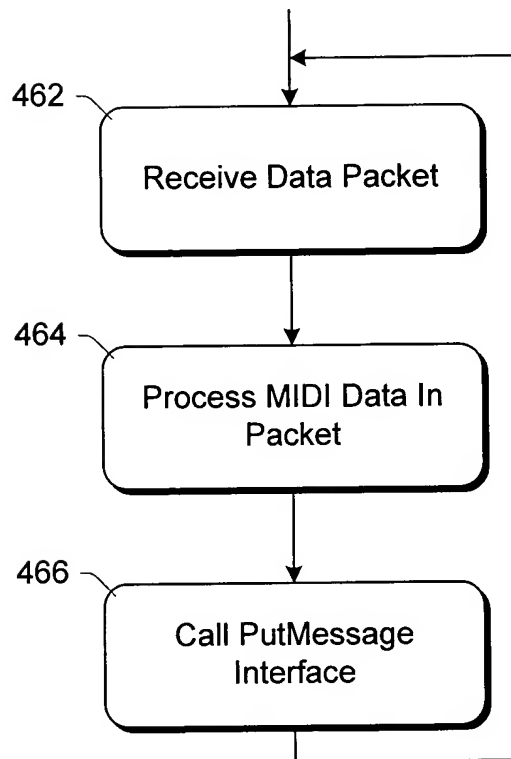 462
Receive Data Packet
464
Process MIDI Data In
Packet
466
Call PutMessage
Interface